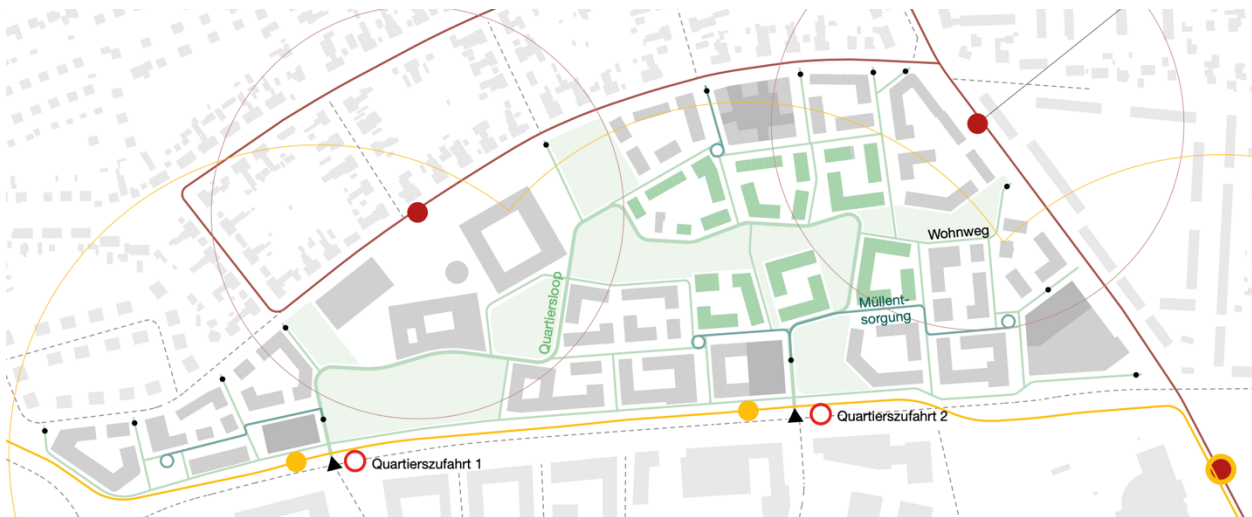 Wohnweg
Quartiersloop
Müllent-
sorgung
Quartierszufahrt 2
Quartierszufahrt 1